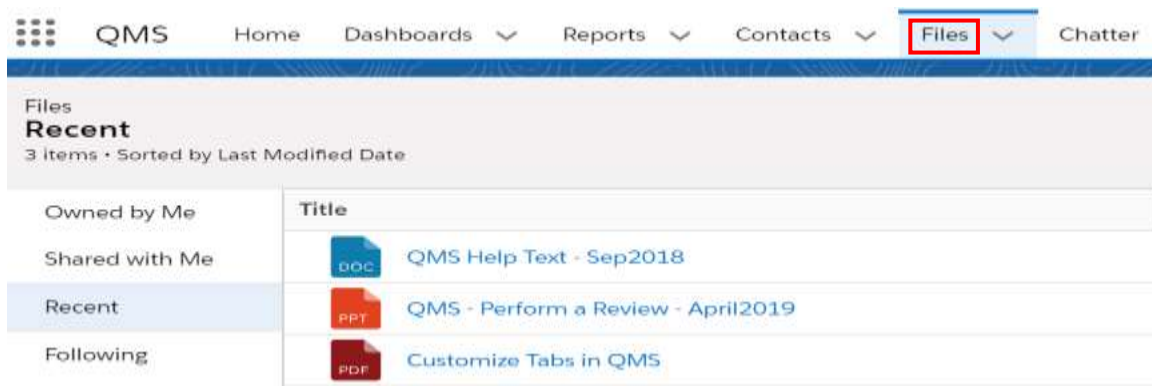 QMS Home Dashboards Reports Contacts Files Chatter
Files
Recent
3 items • Sorted by Last Modified Date
Owned by Me
Title
Shared with Me
DOC QMS Help Text - Sep2018
Recent
PPT QMS - Perform a Review - April2019
Following
PDF Customize Tabs in QMS